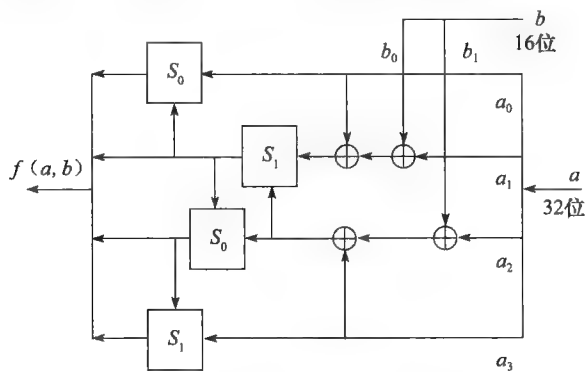 b
16位
b₀
b₁
S₀
a₀
S₁
f (a, b)
a₁
a
32位
S₀
a₂
S₁
a₃